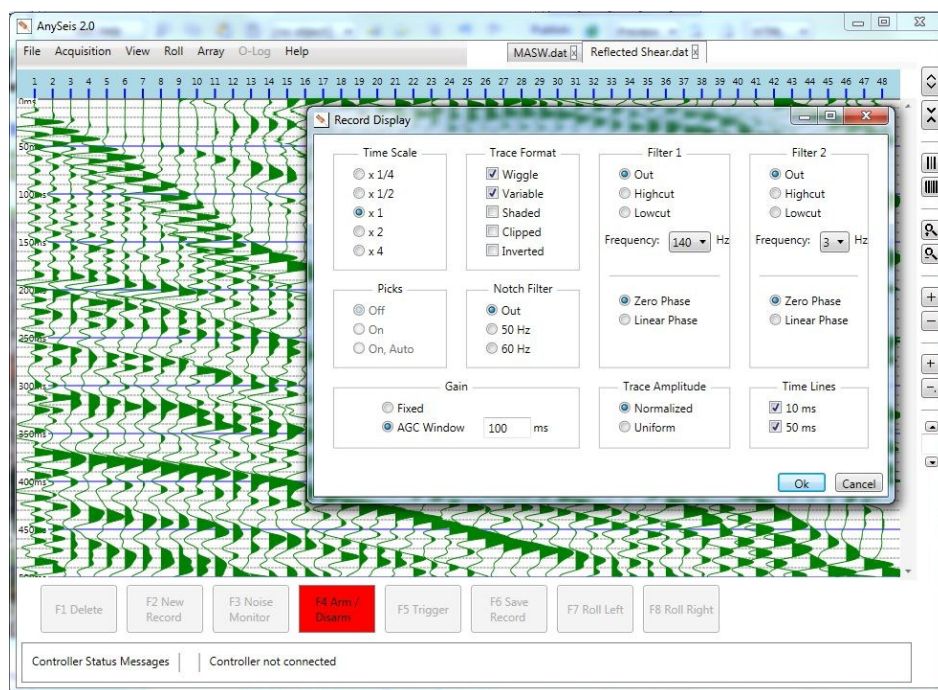 AnySeis 2.0
File Acquisition View Roll Array O-Log Help
MASW.dat Reflected Shear.dat
1 2 3 4 5 6 7 8 9 10 11 12 13 14 15 16 17 18 19 20 21 22 23 24 25 26 27 28 29 30 31 32 33 34 35 36 37 38 39 40 41 42 43 44 45 46 47 48
0ms
50ms
100ms
150ms
200ms
250ms
300ms
350ms
400ms
450ms
Record Display
Time Scale
x 1/4
x 1/2
x 1
x 2
x 4
Trace Format
Wiggle
Variable
Shaded
Clipped
Inverted
Filter 1
Out
Highcut
Lowcut
Frequency: 140 Hz
Zero Phase
Linear Phase
Filter 2
Out
Highcut
Lowcut
Frequency: 3 Hz
Zero Phase
Linear Phase
Picks
Off
On
On, Auto
Notch Filter
Out
50 Hz
60 Hz
Gain
Fixed
AGC Window 100 ms
Trace Amplitude
Normalized
Uniform
Time Lines
10 ms
50 ms
Ok Cancel
F1 Delete
F2 New
Record
F3 Noise
Monitor
F4 Arm /
Disarm
F5 Trigger
F6 Save
Record
F7 Roll Left
F8 Roll Right
Controller Status Messages Controller not connected